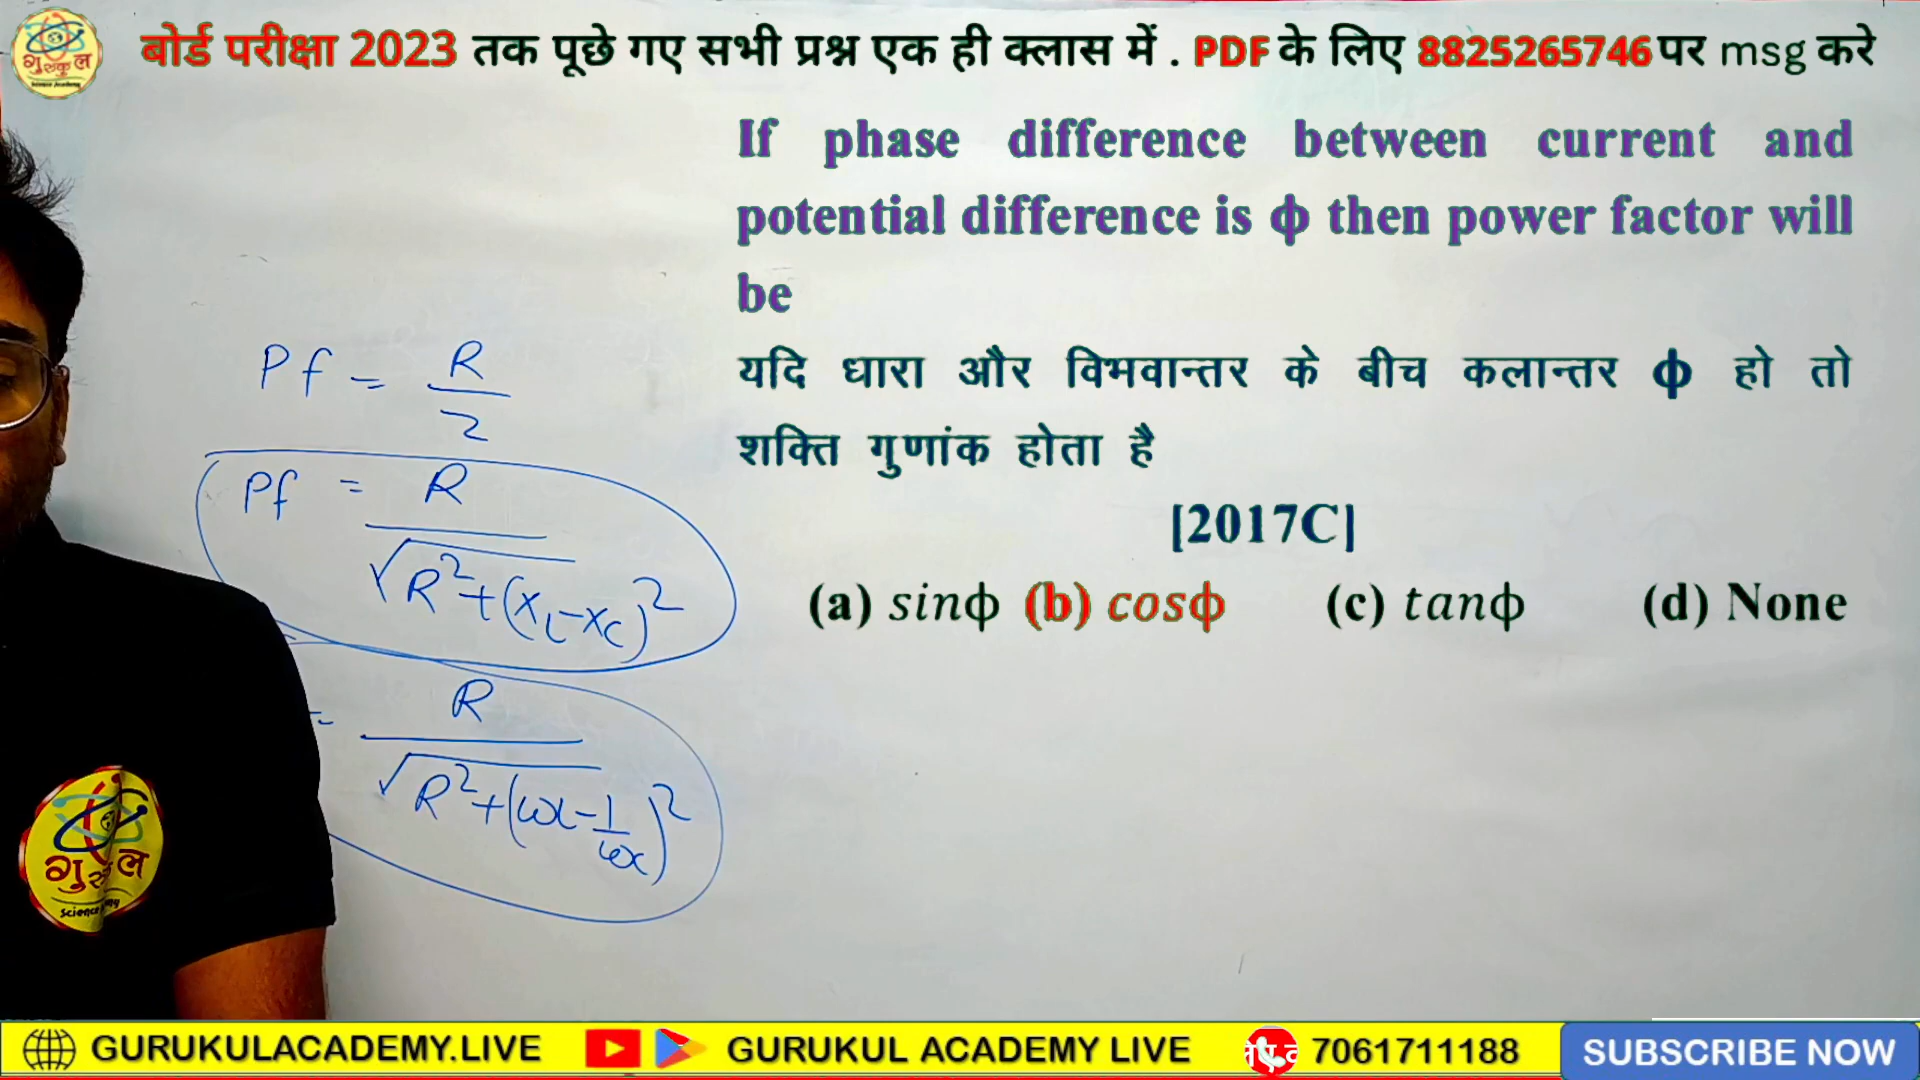 बोर्ड परीक्षा 2023 तक पूछे गए सभी प्रश्न एक ही क्लास में . PDF के लिए 8825265746 पर msg करे
गुरुकुल
Science Academy
If phase difference between current and
potential difference is ϕ then power factor will
be
यदि धारा और विभवान्तर के बीच कलान्तर ϕ हो तो
शक्ति गुणांक होता है
[2017C]
(a) sinϕ (b) cosϕ (c) tanϕ (d) None
Pf = R/Z
Pf = R/√R²+(XL-XC)²
= R/√R²+(ωL-1/ωC)²
Science
GURUKULACADEMY.LIVE GURUKUL ACADEMY LIVE 7061711188 SUBSCRIBE NOW